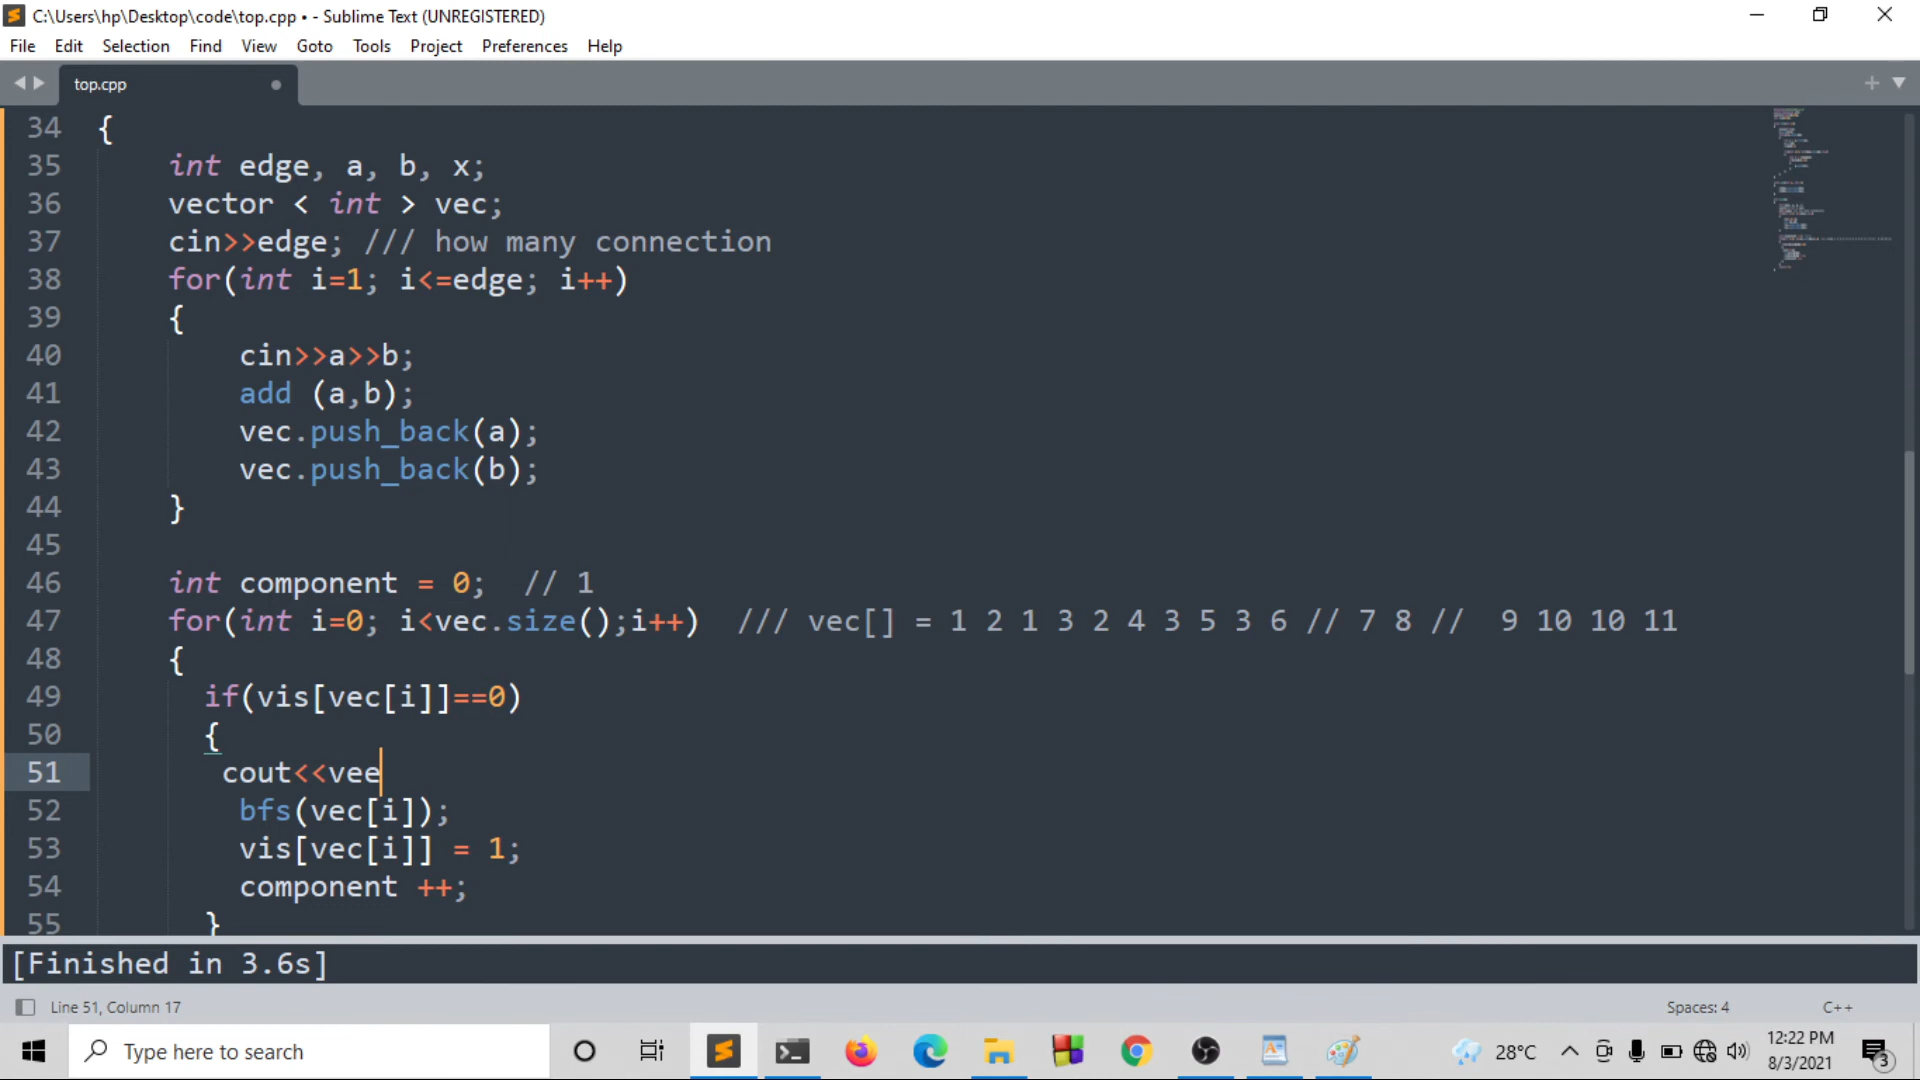 C:\Users\hp\Desktop\code\top.cpp • - Sublime Text (UNREGISTERED)
File Edit Selection Find View Goto Tools Project Preferences Help
top.cpp
34 {
35 int edge, a, b, x;
36 vector < int > vec;
37 cin>>edge; /// how many connection
38 for(int i=1; i<=edge; i++)
39 {
40 cin>>a>>b;
41 add (a,b);
42 vec.push_back(a);
43 vec.push_back(b);
44 }
45
46 int component = 0; // 1
47 for(int i=0; i<vec.size();i++) /// vec[] = 1 2 1 3 2 4 3 5 3 6 // 7 8 // 9 10 10 11
48 {
49 if(vis[vec[i]]==0)
50 {
51 cout<<vee
52 bfs(vec[i]);
53 vis[vec[i]] = 1;
54 component ++;
55 }
[Finished in 3.6s]
Line 51, Column 17 Spaces: 4 C++
Type here to search 28°C 12:22 PM
8/3/2021 3